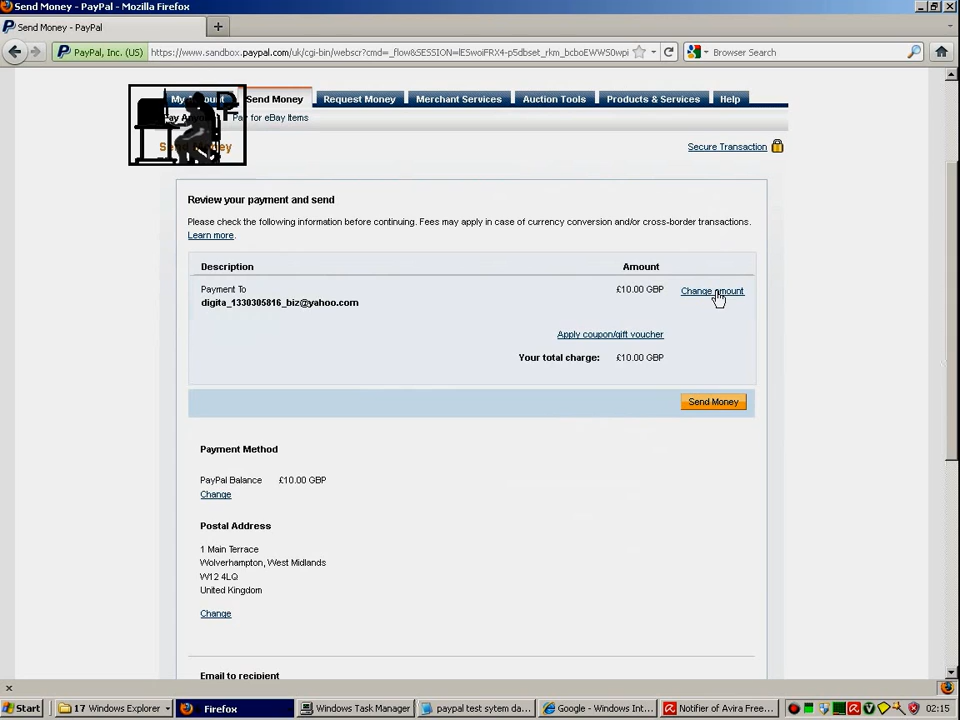 Send Money - PayPal - Mozilla Firefox
Send Money - PayPal
PayPal, Inc. (US)
https://www.sandbox.paypal.com/uk/cgi-bin/webscr?cmd=_flow&SESSION=lESwoiFRX4-p5dbset_rkm_bcboEWWS0wpi
Browser Search
My Account
Send Money
Request Money
Merchant Services
Auction Tools
Products & Services
Help
Pay Anyone
Pay for eBay Items
Send Money
Secure Transaction
Review your payment and send
Please check the following information before continuing. Fees may apply in case of currency conversion and/or cross-border transactions.
Learn more.
Description
Amount
Payment To
£10.00 GBP
Change amount
digita_1330305816_biz@yahoo.com
Apply coupon/gift voucher
Your total charge: £10.00 GBP
Send Money
Payment Method
PayPal Balance £10.00 GBP
Change
Postal Address
1 Main Terrace
Wolverhampton, West Midlands
W12 4LQ
United Kingdom
Change
Email to recipient
Start
17 Windows Explorer
Firefox
Windows Task Manager
paypal test sytem da...
Google - Windows Int...
Notifier of Avira Free...
02:15